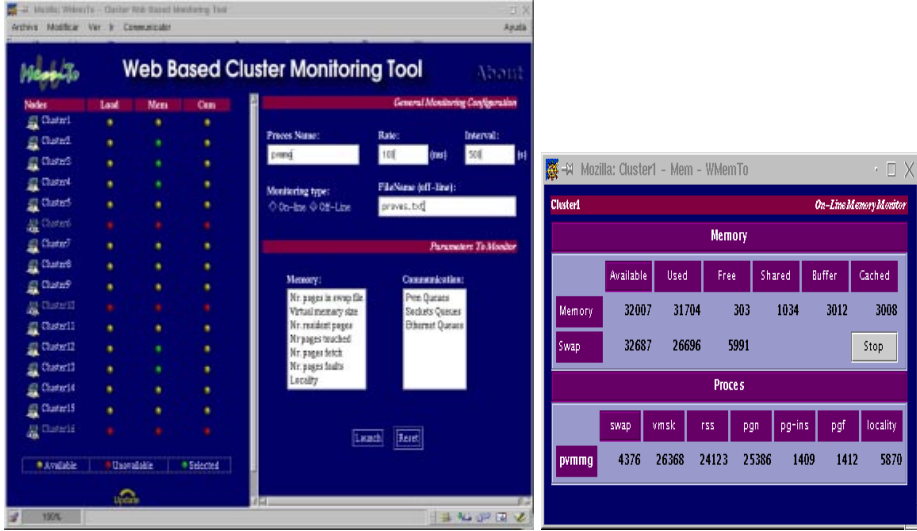 Mozilla: WMemTo - Cluster Web Based Monitoring Tool
Archivo Modificar Ver Ir Communicator Ayuda
MemTo Web Based Cluster Monitoring Tool About
Nodes Load Mem Com
Cluster1
Cluster2
Cluster3
Cluster4
Cluster5
Cluster6
Cluster7
Cluster8
Cluster9
Cluster10
Cluster11
Cluster12
Cluster13
Cluster14
Cluster15
Cluster16
Available Unavailable Selected
Update
100%
General Monitoring Configuration
Proces Name: Rate: Interval:
pvmmg 100 (ms) 500 (s)
Monitoring type: FileName (off-line):
On-line Off-Line proves.txt
Parameters To Monitor
Memory: Communication:
Nr. pages in swap file Pvm Queues
Virtual memory size Sockets Queues
Nr. resident pages Ethernet Queues
Nr pages touched
Nr. pages fetch
Nr. pages faults
Locality
Launch Reset
Mozilla: Cluster1 - Mem - WMemTo
Cluster1 On-Line Memory Monitor
Memory
Available Used Free Shared Buffer Cached
Memory 32007 31704 303 1034 3012 3008
Swap 32687 26696 5991 Stop
Proces
swap vmsk rss pgn pg-ins pgf locality
pvmmg 4376 26368 24123 25386 1409 1412 5870